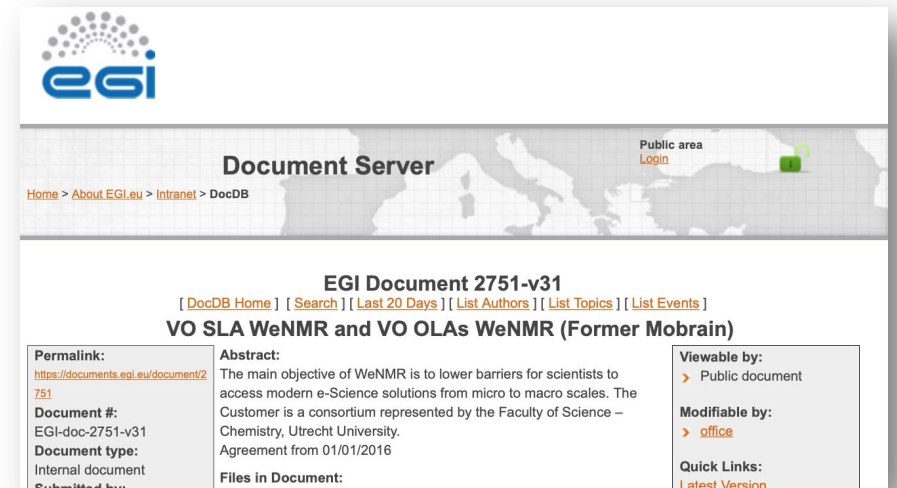 egi
Document Server
Public area
Login
Home > About EGI.eu > Intranet > DocDB
EGI Document 2751-v31
[ DocDB Home ] [ Search ] [ Last 20 Days ] [ List Authors ] [ List Topics ] [ List Events ]
VO SLA WeNMR and VO OLAs WeNMR (Former Mobrain)
Permalink:
https://documents.egi.eu/document/2
751
Document #:
EGI-doc-2751-v31
Document type:
Internal document
Submitted by:
Abstract:
The main objective of WeNMR is to lower barriers for scientists to
access modern e-Science solutions from micro to macro scales. The
Customer is a consortium represented by the Faculty of Science –
Chemistry, Utrecht University.
Agreement from 01/01/2016
Files in Document:
Viewable by:
Public document
Modifiable by:
office
Quick Links:
Latest Version